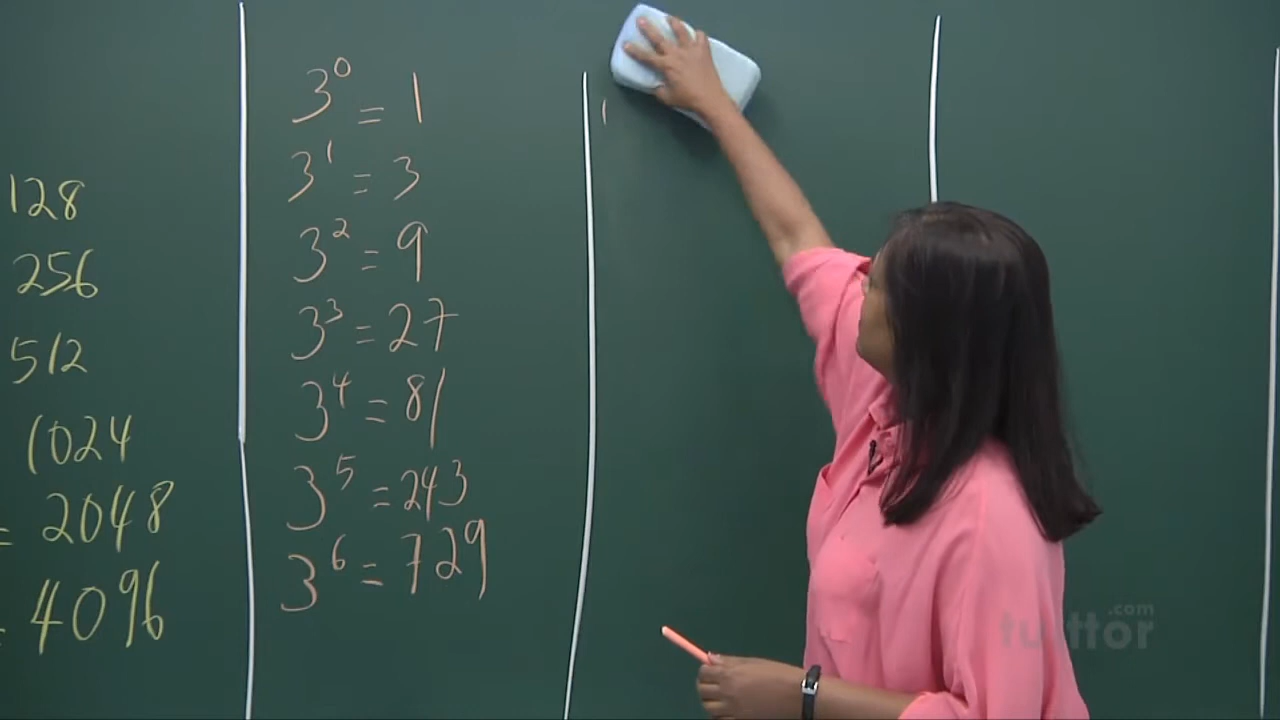 128
256
512
1024
= 2048
= 4096
3⁰ = 1
3¹ = 3
3² = 9
3³ = 27
3⁴ = 81
3⁵ = 243
3⁶ = 729
tutttor.com